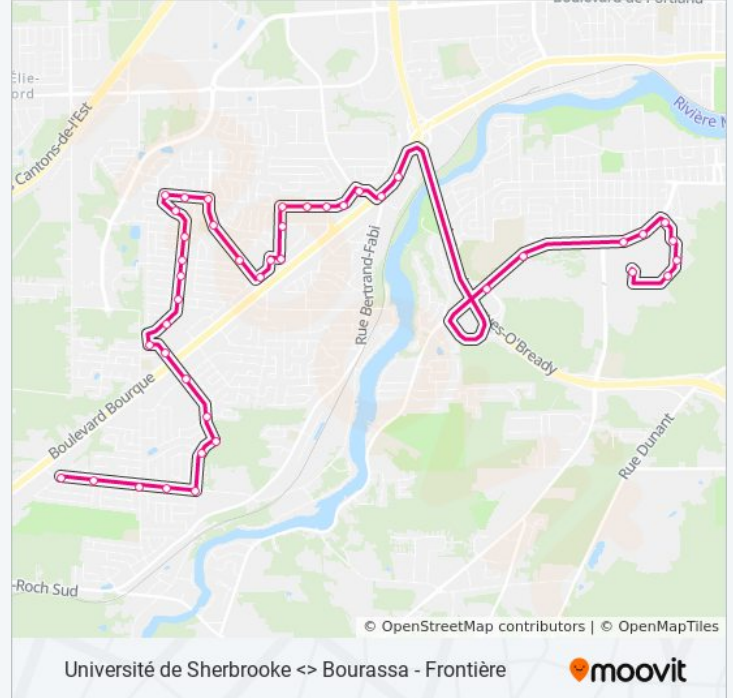 Boulevard de Portland
Élie-
ord
Cantons-de-l'Est
Rivière N
Rue Bertrand-Fabi
es-O'Bready
Boulevard Bourque
Rue Dunant
-Roch Sud
© OpenStreetMap contributors | © OpenMapTiles
Université de Sherbrooke <> Bourassa - Frontière
moovit